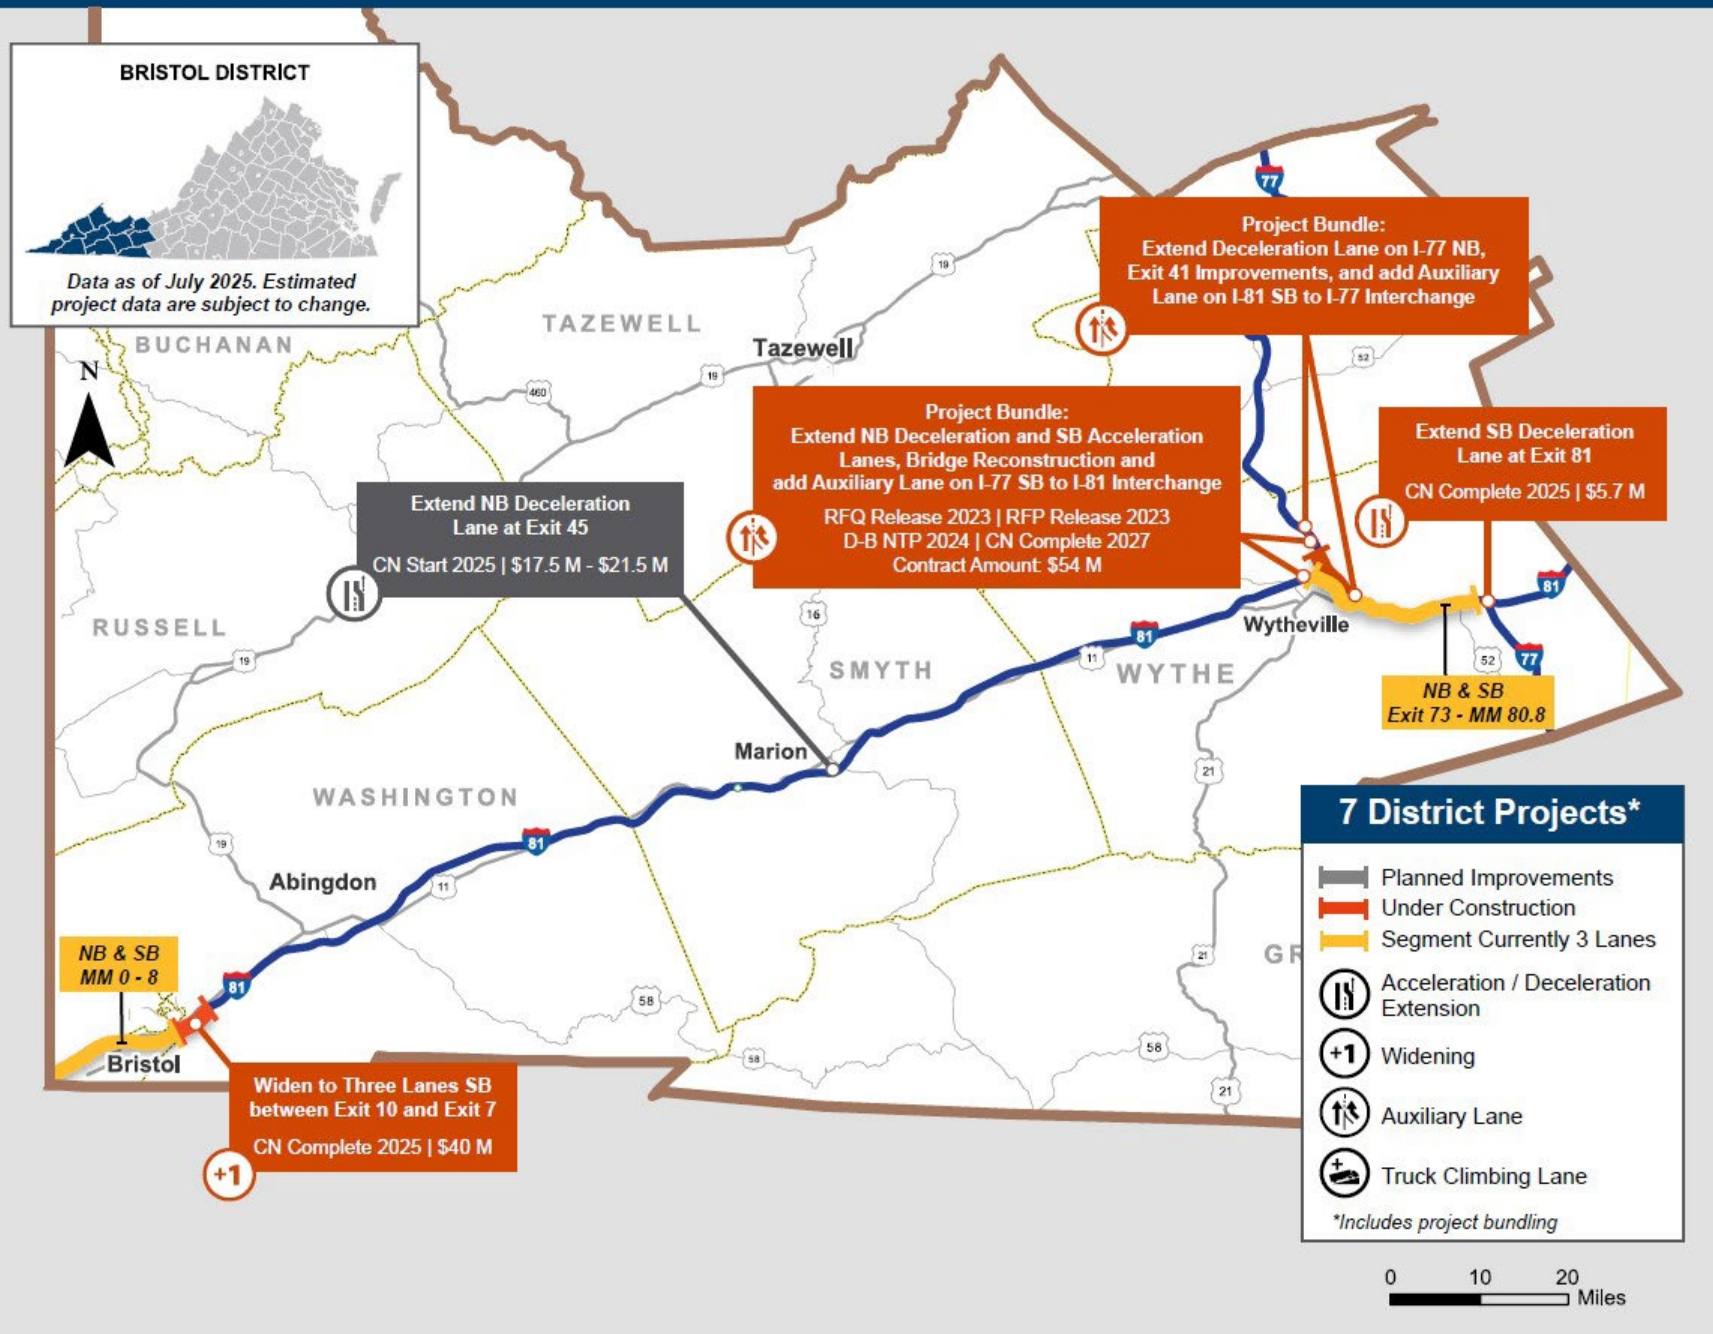 BRISTOL DISTRICT
Data as of July 2025. Estimated
project data are subject to change.
N
BUCHANAN
TAZEWELL
Tazewell
19
19
460
77
Project Bundle:
Extend Deceleration Lane on I-77 NB,
Exit 41 Improvements, and add Auxiliary
Lane on I-81 SB to I-77 Interchange
52
Project Bundle:
Extend NB Deceleration and SB Acceleration
Lanes, Bridge Reconstruction and
add Auxiliary Lane on I-77 SB to I-81 Interchange
RFQ Release 2023 | RFP Release 2023
D-B NTP 2024 | CN Complete 2027
Contract Amount: $54 M
Extend SB Deceleration
Lane at Exit 81
CN Complete 2025 | $5.7 M
Extend NB Deceleration
Lane at Exit 45
CN Start 2025 | $17.5 M - $21.5 M
RUSSELL
19
16
SMYTH
11
81
WYTHE
Wytheville
81
52
77
NB & SB
Exit 73 - MM 80.8
Marion
21
WASHINGTON
81
19
11
Abingdon
NB & SB
MM 0 - 8
81
Bristol
58
58
58
21
21
GR
Widen to Three Lanes SB
between Exit 10 and Exit 7
CN Complete 2025 | $40 M
+1
7 District Projects*
Planned Improvements
Under Construction
Segment Currently 3 Lanes
Acceleration / Deceleration
Extension
+1 Widening
Auxiliary Lane
Truck Climbing Lane
*Includes project bundling
0 10 20
Miles